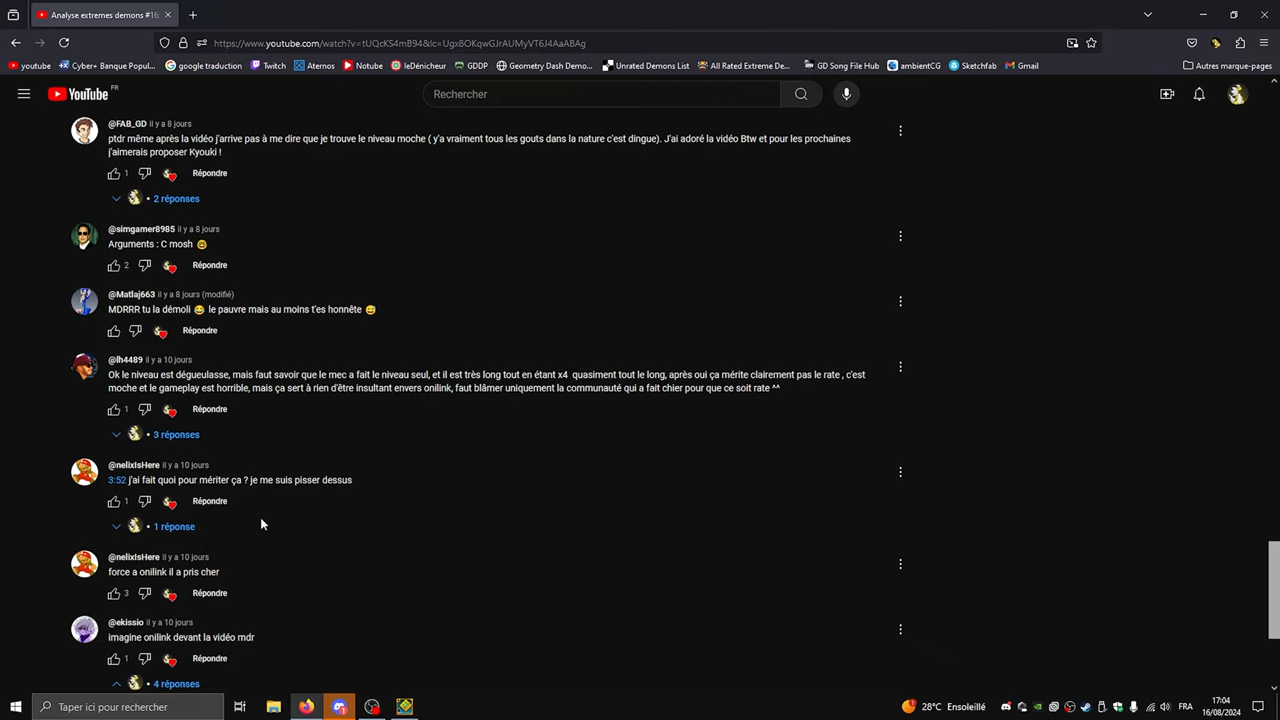 Analyse extremes demons #16:
https://www.youtube.com/watch?v=tUQcKS4mB94&lc=Ugx8OKqwGJrAUMyVT6J4AaABAg
youtube
Cyber+ Banque Popul…
google traduction
Twitch
Aternos
Notube
leDénicheur
GDDP
Geometry Dash Demo…
Unrated Demons List
All Rated Extreme De…
GD Song File Hub
ambientCG
Sketchfab
Gmail
Autres marque-pages
YouTube FR
Rechercher
@FAB_GD il y a 8 jours
ptdr même après la vidéo j'arrive pas à me dire que je trouve le niveau moche ( y'a vraiment tous les gouts dans la nature c'est dingue). J'ai adoré la vidéo Btw et pour les prochaines
j'aimerais proposer Kyouki !
1 Répondre
• 2 réponses
@simgamer8985 il y a 8 jours
Arguments : C mosh 🤓
2 Répondre
@Matlaj663 il y a 8 jours (modifié)
MDRRR tu la démoli 😂 le pauvre mais au moins t'es honnête 😅
Répondre
@lh4489 il y a 10 jours
Ok le niveau est dégueulasse, mais faut savoir que le mec a fait le niveau seul, et il est très long tout en étant x4 quasiment tout le long, après oui ça mérite clairement pas le rate , c'est
moche et le gameplay est horrible, mais ça sert à rien d'être insultant envers onilink, faut blâmer uniquement la communauté qui a fait chier pour que ce soit rate ^^
1 Répondre
• 3 réponses
@nelixIsHere il y a 10 jours
3:52 j'ai fait quoi pour mériter ça ? je me suis pisser dessus
1 Répondre
• 1 réponse
@nelixIsHere il y a 10 jours
force a onilink il a pris cher
3 Répondre
@ekissio il y a 10 jours
imagine onilink devant la vidéo mdr
1 Répondre
• 4 réponses
Taper ici pour rechercher
28°C Ensoleillé
FRA
17:04
16/08/2024